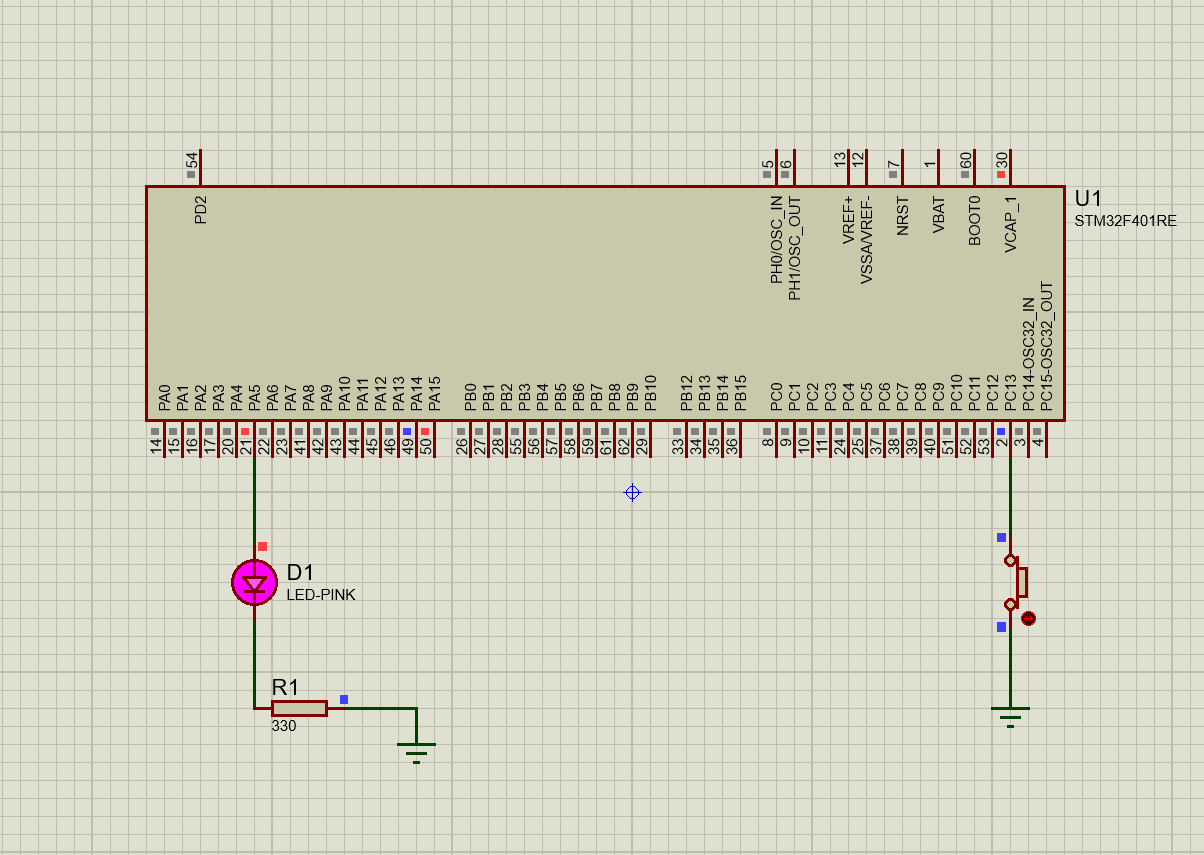 54
5
6
13
12
7
1
60
30
U1
STM32F401RE
PD2
PH0/OSC_IN
PH1/OSC_OUT
VREF+
VSSA/VREF-
NRST
VBAT
BOOT0
VCAP_1
PA0
PA1
PA2
PA3
PA4
PA5
PA6
PA7
PA8
PA9
PA10
PA11
PA12
PA13
PA14
PA15
PB0
PB1
PB2
PB3
PB4
PB5
PB6
PB7
PB8
PB9
PB10
PB12
PB13
PB14
PB15
PC0
PC1
PC2
PC3
PC4
PC5
PC6
PC7
PC8
PC9
PC10
PC11
PC12
PC13
PC14-OSC32_IN
PC15-OSC32_OUT
14
15
16
17
20
21
22
23
41
42
43
44
45
46
49
50
26
27
28
55
56
57
58
59
61
62
29
33
34
35
36
8
9
10
11
24
25
37
38
39
40
51
52
53
2
3
4
D1
LED-PINK
R1
330